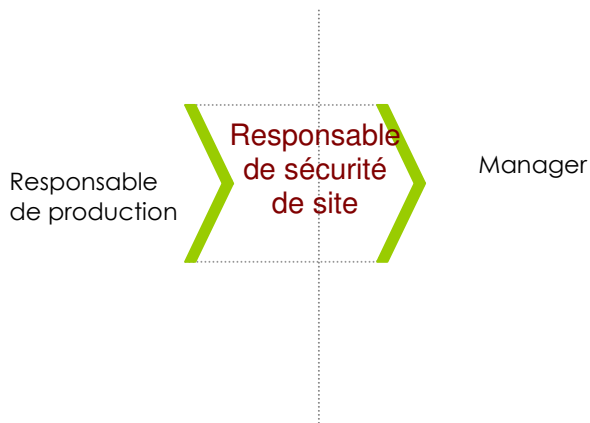 Responsable
de production
Responsable
de sécurité
de site
Manager